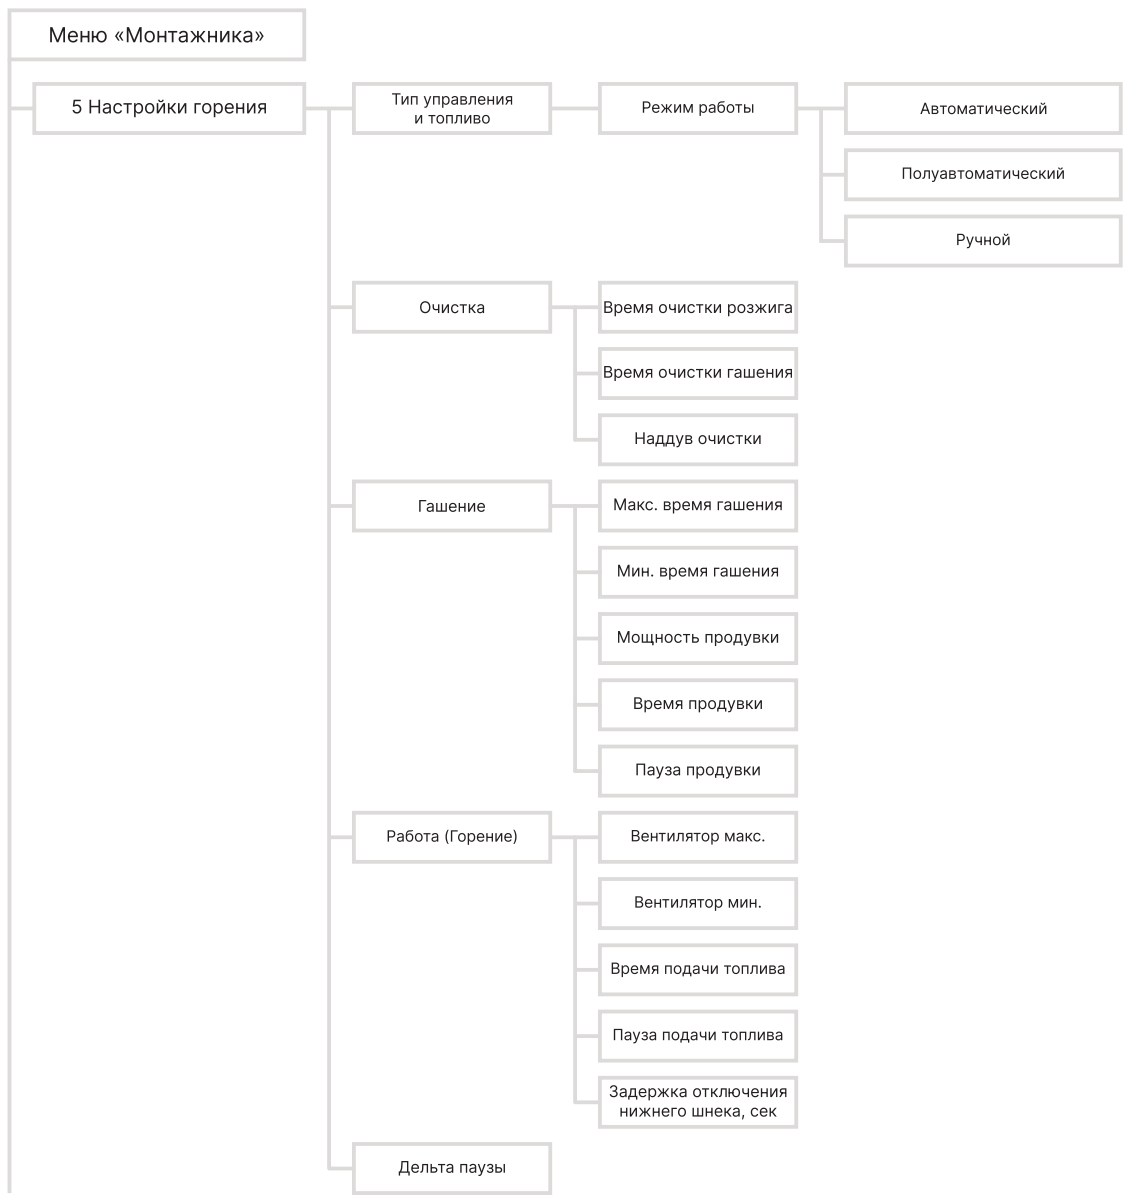 Меню «Монтажника»
5 Настройки горения
Тип управления
и топливо
Режим работы
Автоматический
Полуавтоматический
Ручной
Очистка
Время очистки розжига
Время очистки гашения
Наддув очистки
Гашение
Макс. время гашения
Мин. время гашения
Мощность продувки
Время продувки
Пауза продувки
Работа (Горение)
Вентилятор макс.
Вентилятор мин.
Время подачи топлива
Пауза подачи топлива
Задержка отключения
нижнего шнека, сек
Дельта паузы